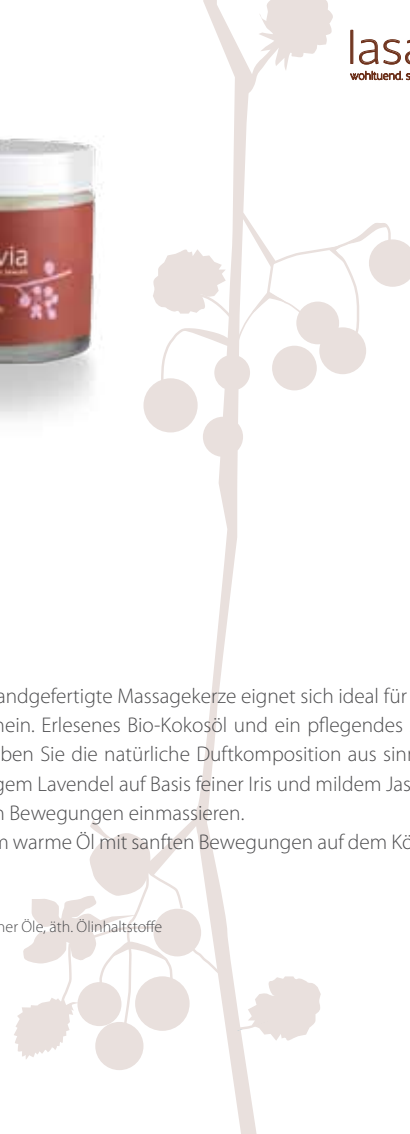 lasa
wohltuend. s
via
andgefertigte Massagekerze eignet sich ideal für
hein. Erlesenes Bio-Kokosöl und ein pflegendes
ben Sie die natürliche Duftkomposition aus sinn
gem Lavendel auf Basis feiner Iris und mildem Jas
n Bewegungen einmassieren.
m warme Öl mit sanften Bewegungen auf dem Kö
her Öle, äth. Ölinhaltstoffe